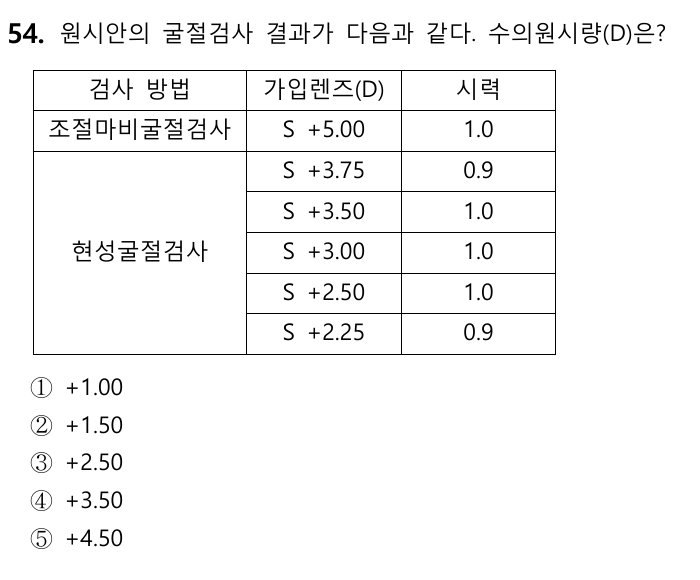 54. 원시안의 굴절검사 결과가 다음과 같다. 수의원시량(D)은?
검사 방법 가입렌즈(D) 시력
조절마비굴절검사 S +5.00 1.0
현성굴절검사 S +3.75 0.9
S +3.50 1.0
S +3.00 1.0
S +2.50 1.0
S +2.25 0.9
① +1.00
② +1.50
③ +2.50
④ +3.50
⑤ +4.50